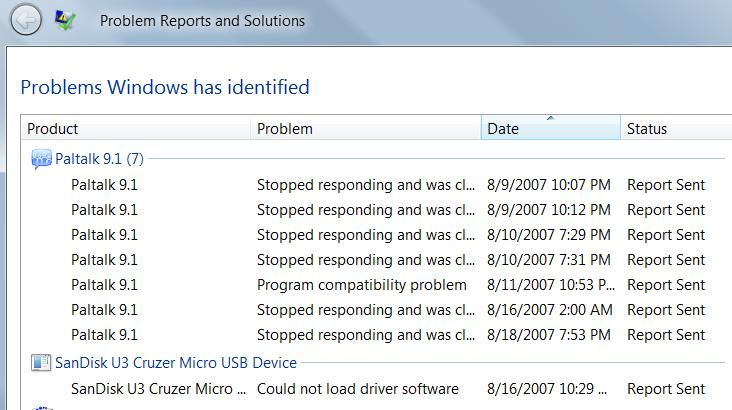 Problem Reports and Solutions
Problems Windows has identified
Product Problem Date Status
Paltalk 9.1 (7)
Paltalk 9.1 Stopped responding and was cl... 8/9/2007 10:07 PM Report Sent
Paltalk 9.1 Stopped responding and was cl... 8/9/2007 10:12 PM Report Sent
Paltalk 9.1 Stopped responding and was cl... 8/10/2007 7:29 PM Report Sent
Paltalk 9.1 Stopped responding and was cl... 8/10/2007 7:31 PM Report Sent
Paltalk 9.1 Program compatibility problem 8/11/2007 10:53 P... Report Sent
Paltalk 9.1 Stopped responding and was cl... 8/16/2007 2:00 AM Report Sent
Paltalk 9.1 Stopped responding and was cl... 8/18/2007 7:53 PM Report Sent
SanDisk U3 Cruzer Micro USB Device
SanDisk U3 Cruzer Micro ... Could not load driver software 8/16/2007 10:29 ... Report Sent